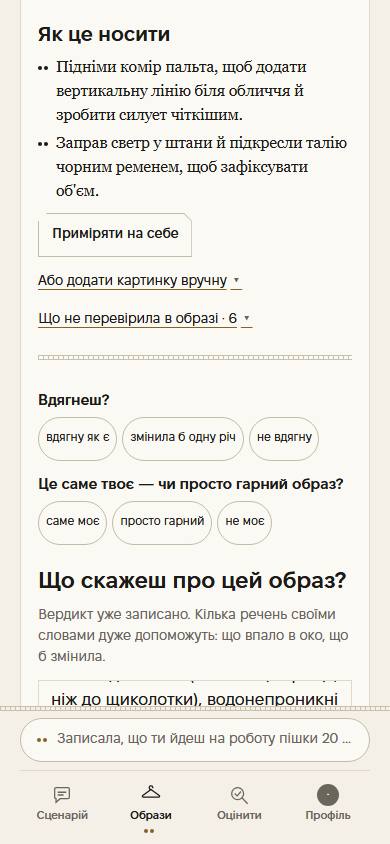 Як це носити
Підніми комір пальта, щоб додати
вертикальну лінію біля обличчя й
зробити силует чіткішим.
Заправ светр у штани й підкресли талію
чорним ременем, щоб зафіксувати
об'єм.
Приміряти на себе
Або додати картинку вручну
Що не перевірила в образі · 6
Вдягнеш?
вдягну як є
змінила б одну річ
не вдягну
Це саме твоє — чи просто гарний образ?
саме моє
просто гарний
не моє
Що скажеш про цей образ?
Вердикт уже записано. Кілька речень своїми
словами дуже допоможуть: що впало в око, що
б змінила.
ніж до щиколотки), водонепроникні
Записала, що ти йдеш на роботу пішки 20 ...
Сценарій
Образи
Оцінити
Профіль